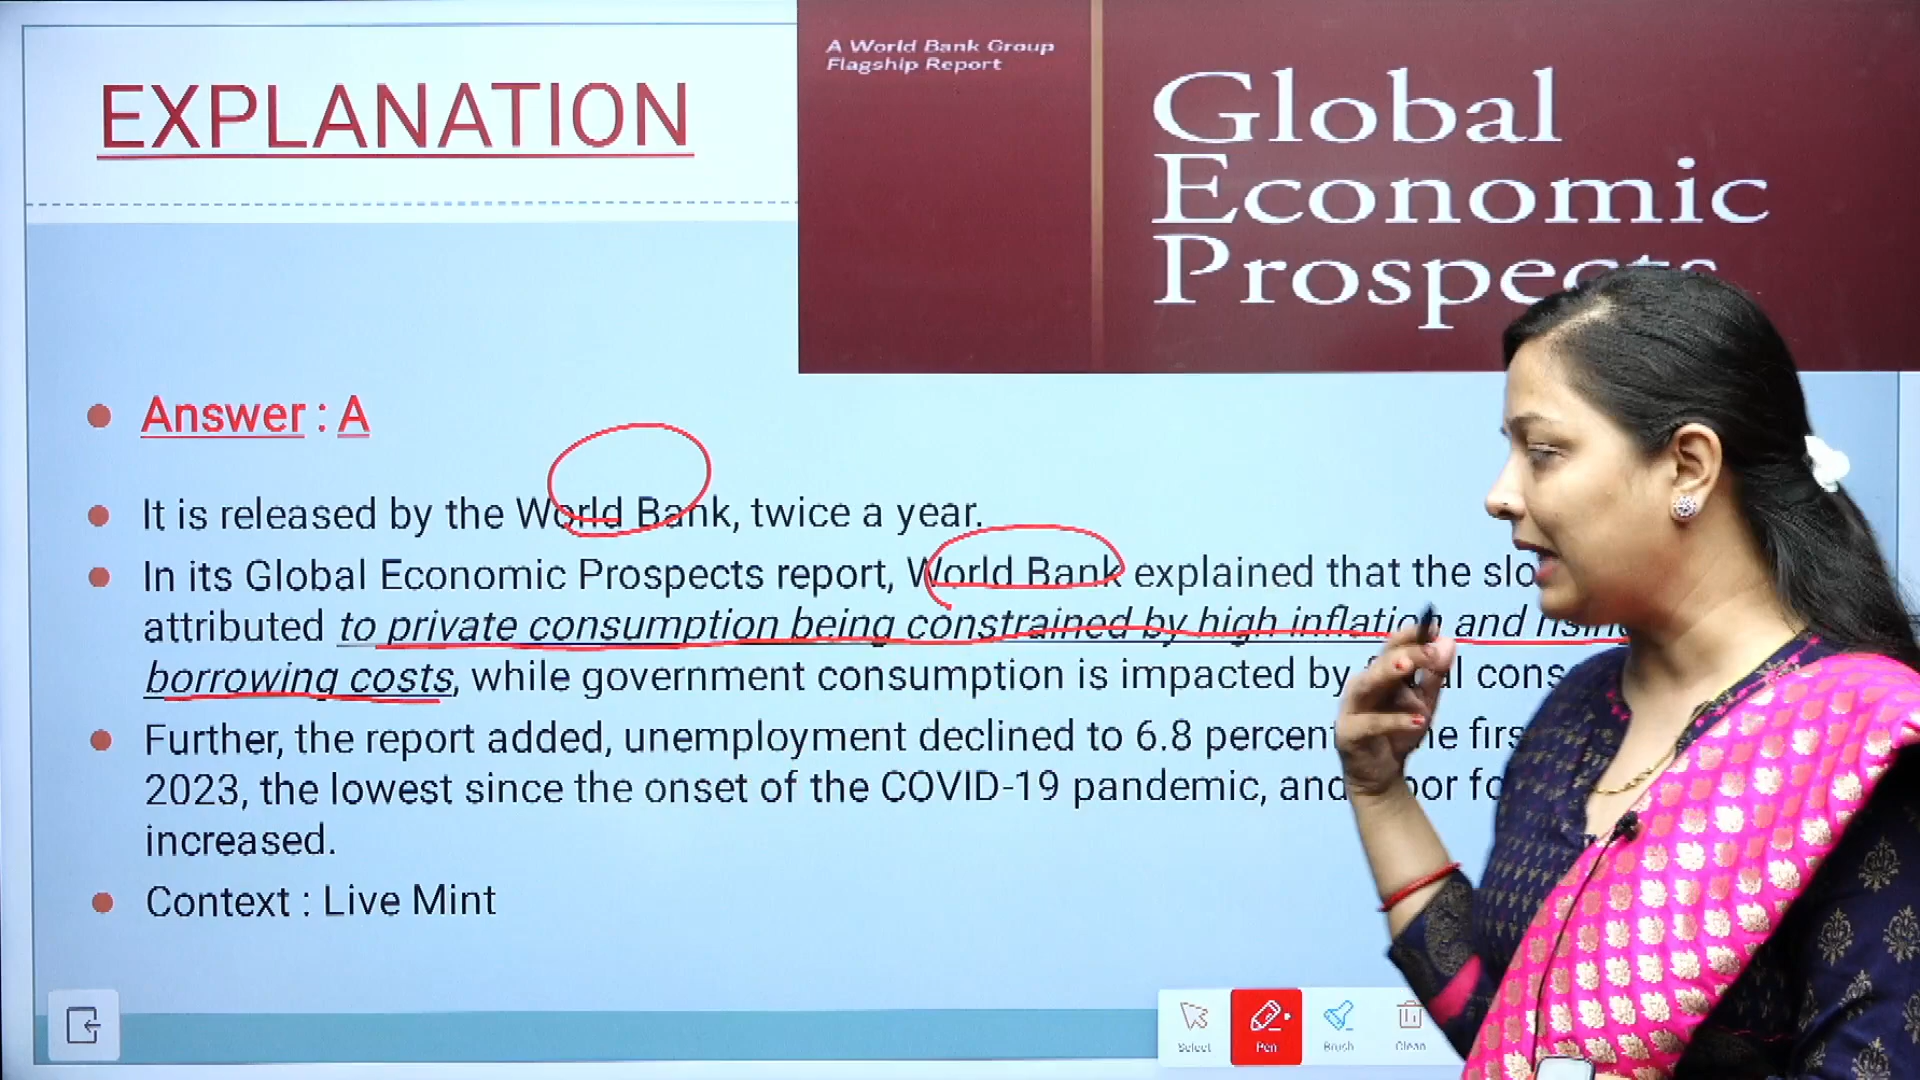 A World Bank Group
Flagship Report
Global
Economic
Prospects
EXPLANATION
Answer : A
It is released by the World Bank, twice a year.
In its Global Economic Prospects report, World Bank explained that the
attributed to private consumption being constrained by high inflation and rising
borrowing costs, while government consumption is impacted by
Further, the report added, unemployment declined to 6.8 percent
2023, the lowest since the onset of the COVID-19 pandemic, and
increased.
Context : Live Mint
Select Pen Brush Clean